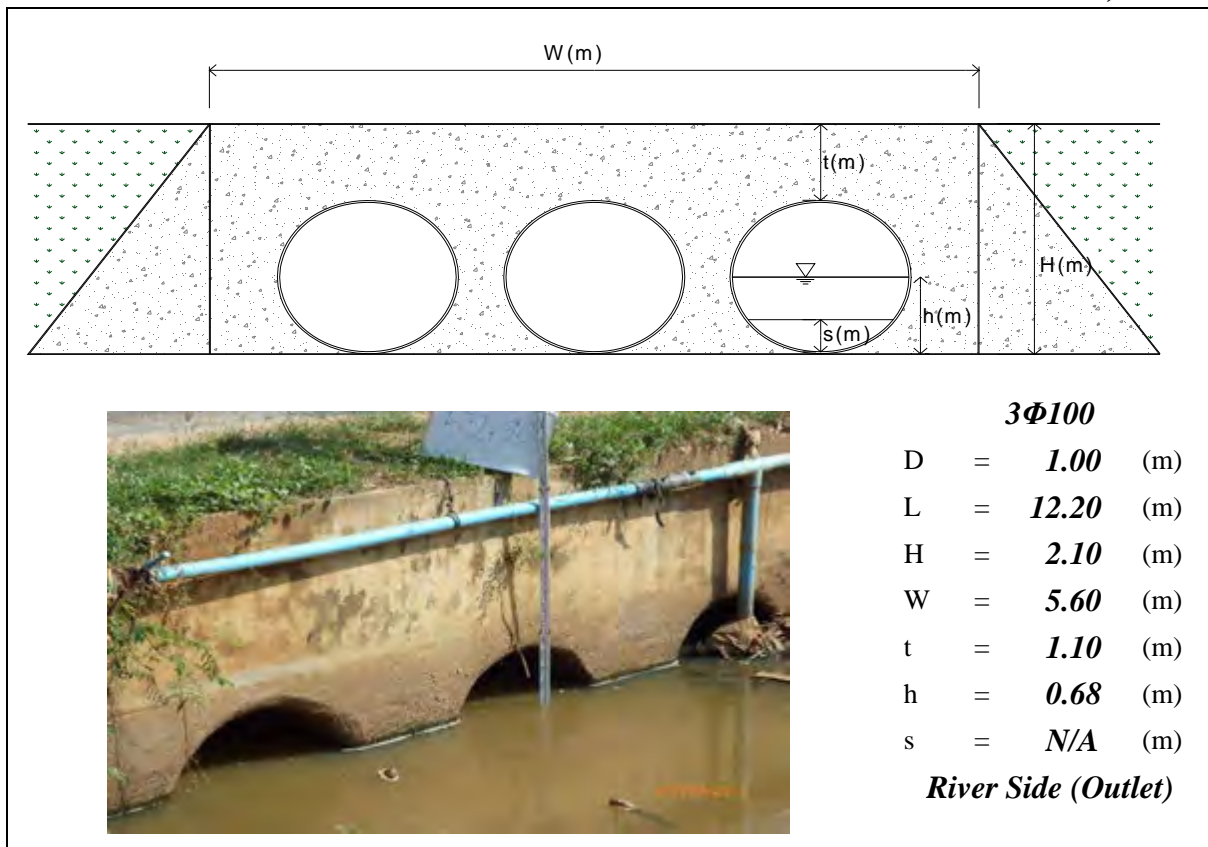 W(m)
t(m)
H(m)
h(m)
s(m)
3Φ100
D = 1.00 (m)
L = 12.20 (m)
H = 2.10 (m)
W = 5.60 (m)
t = 1.10 (m)
h = 0.68 (m)
s = N/A (m)
River Side (Outlet)